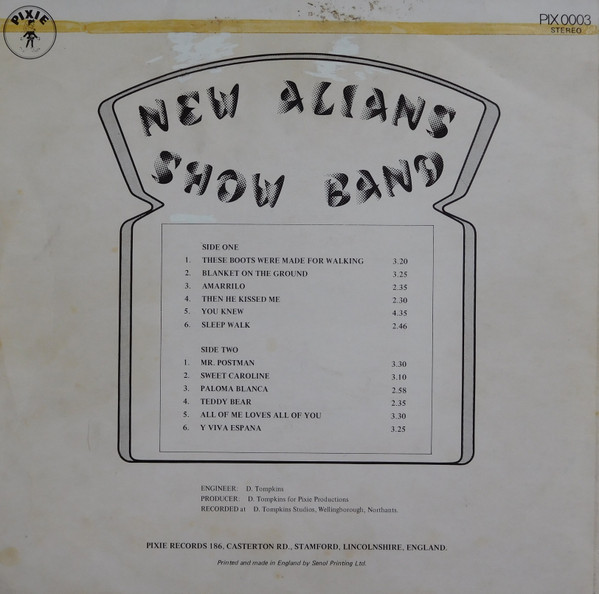 PIXIE
PIX 0003
STEREO
NEW ALIANS
SHOW BAND
SIDE ONE
1. THESE BOOTS WERE MADE FOR WALKING 3.20
2. BLANKET ON THE GROUND 3.25
3. AMARRILO 2.35
4. THEN HE KISSED ME 2.30
5. YOU KNEW 4.35
6. SLEEP WALK 2.46
SIDE TWO
1. MR. POSTMAN 3.30
2. SWEET CAROLINE 3.10
3. PALOMA BLANCA 2.58
4. TEDDY BEAR 2.35
5. ALL OF ME LOVES ALL OF YOU 3.30
6. Y VIVA ESPANA 3.25
ENGINEER: D. Tompkins
PRODUCER: D. Tompkins for Pixie Productions
RECORDED at D. Tompkins Studios, Wellingborough, Northants.
PIXIE RECORDS 186, CASTERTON RD., STAMFORD, LINCOLNSHIRE, ENGLAND.
Printed and made in England by Senol Printing Ltd.